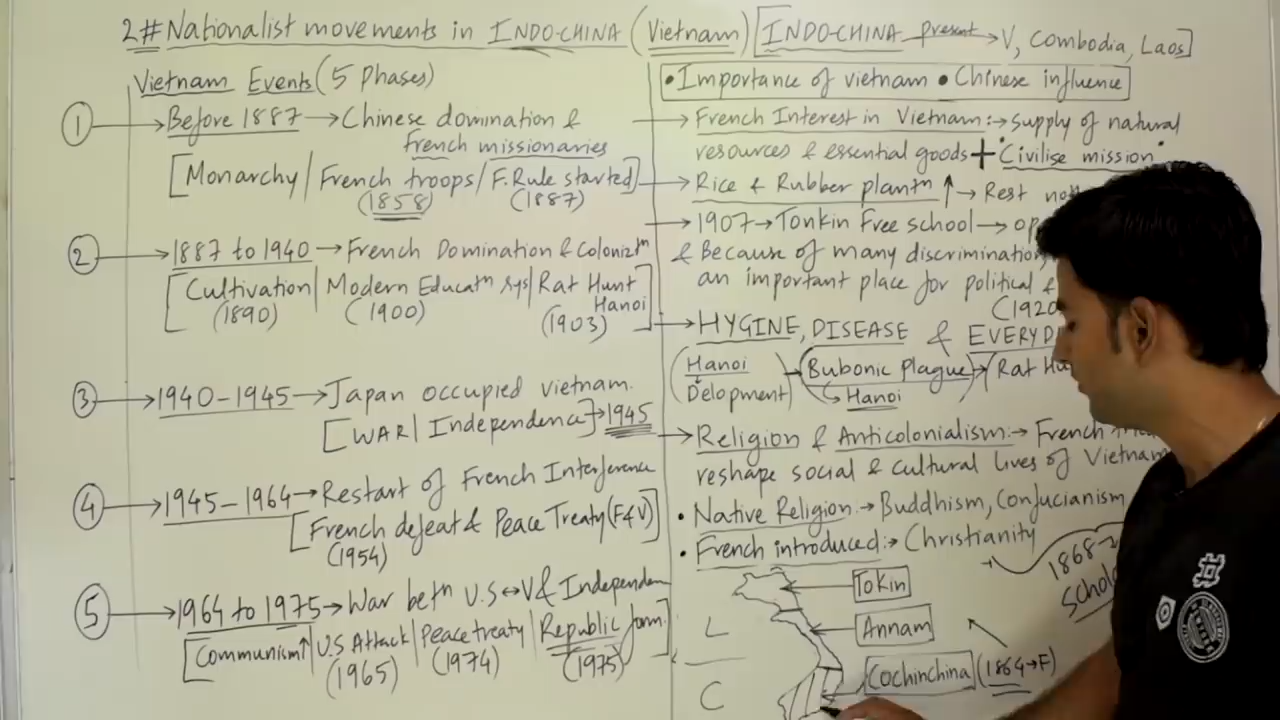 2# Nationalist movements in INDO-CHINA (Vietnam) [INDO-CHINA present → V, Combodia, Laos]
Vietnam Events (5 Phases)
① → Before 1887 → Chinese domination &
French missionaries
[Monarchy / French troops / F. Rule started]
(1858) (1887)
② → 1887 to 1940 → French Domination & Colonizt^n
[Cultivation | Modern Educat^n sys | Rat Hunt
Hanoi]
(1890) (1900) (1903)
③ → 1940-1945 → Japan occupied vietnam.
[WAR | Independence] → 1945
④ → 1945-1964 → Restart of French Interference
[French defeat & Peace Treaty (F&V)]
(1954)
⑤ → 1964 to 1975 → War bet^n U.S ↔ V & Independen
[Communism↑ | U.S Attack | Peace treaty | Republic form.]
(1965) (1974) (1975)
• Importance of vietnam • Chinese influence
→ French Interest in Vietnam :→ supply of natural
resources & essential goods + 'Civilise mission'
→ Rice & Rubber plant^n ↑ → Rest
→ 1907 → Tonkin Free school →
& Because of many discrimination,
an important place for political &
(1920
→ HYGINE, DISEASE & EVERYD
(Hanoi Delopment) → (Bubonic Plague) → (Rat
Hanoi
→ Religion & Anticolonialism :→ French
reshape social & cultural lives of Vietnam
• Native Religion :→ Buddhism, Confucianism
• French introduced :→ Christianity
1868-
Schol
Tokin
L
Annam
Cochinchina (1864→F)
C